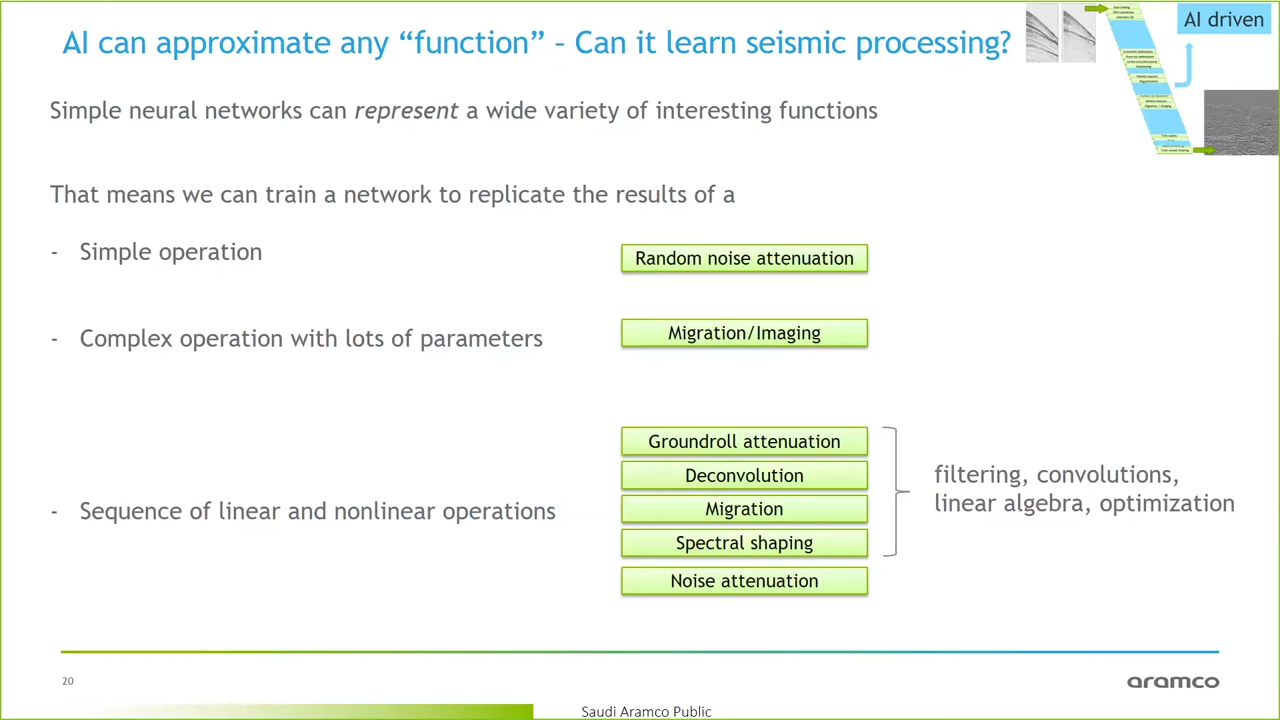 AI can approximate any “function” – Can it learn seismic processing?
AI driven
Simple neural networks can represent a wide variety of interesting functions
That means we can train a network to replicate the results of a
- Simple operation
Random noise attenuation
- Complex operation with lots of parameters
Migration/Imaging
Groundroll attenuation
Deconvolution
Migration
Spectral shaping
Noise attenuation
- Sequence of linear and nonlinear operations
filtering, convolutions,
linear algebra, optimization
20
aramco
Saudi Aramco Public